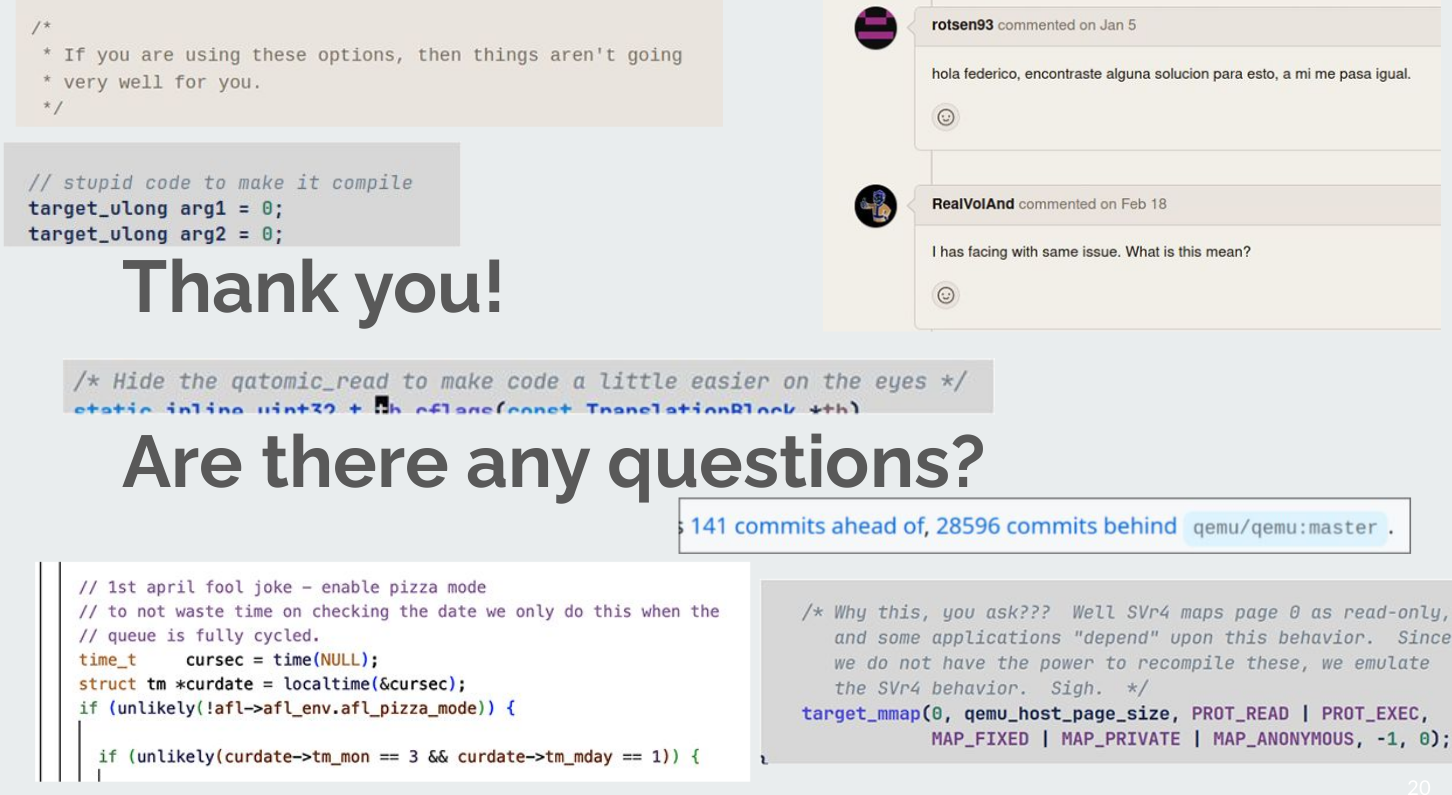 /*
 * If you are using these options, then things aren't going
 * very well for you.
 */
// stupid code to make it compile
target_ulong arg1 = 0;
target_ulong arg2 = 0;
rotsen93 commented on Jan 5
hola federico, encontraste alguna solucion para esto, a mi me pasa igual.
RealVolAnd commented on Feb 18
I has facing with same issue. What is this mean?
Thank you!
/* Hide the qatomic_read to make code a little easier on the eyes */
static inline uint32_t tb_cflags(const TranslationBlock *tb)
Are there any questions?
141 commits ahead of, 28596 commits behind qemu/qemu:master .
// 1st april fool joke – enable pizza mode
// to not waste time on checking the date we only do this when the
// queue is fully cycled.
time_t cursec = time(NULL);
struct tm *curdate = localtime(&cursec);
if (unlikely(!afl->afl_env.afl_pizza_mode)) {
if (unlikely(curdate->tm_mon == 3 && curdate->tm_mday == 1)) {
/* Why this, you ask??? Well SVr4 maps page 0 as read-only,
and some applications "depend" upon this behavior. Since
we do not have the power to recompile these, we emulate
the SVr4 behavior. Sigh. */
target_mmap(0, qemu_host_page_size, PROT_READ | PROT_EXEC,
MAP_FIXED | MAP_PRIVATE | MAP_ANONYMOUS, -1, 0);
20